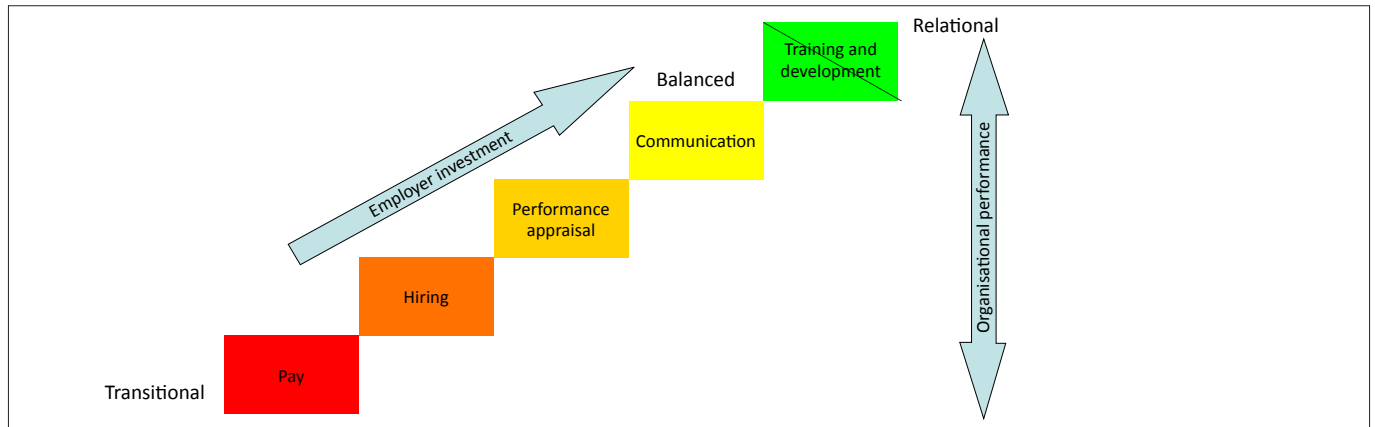 Relational
Training and
development
Balanced
Communication
Employer investment
Performance
appraisal
Organisational performance
Hiring
Pay
Transitional